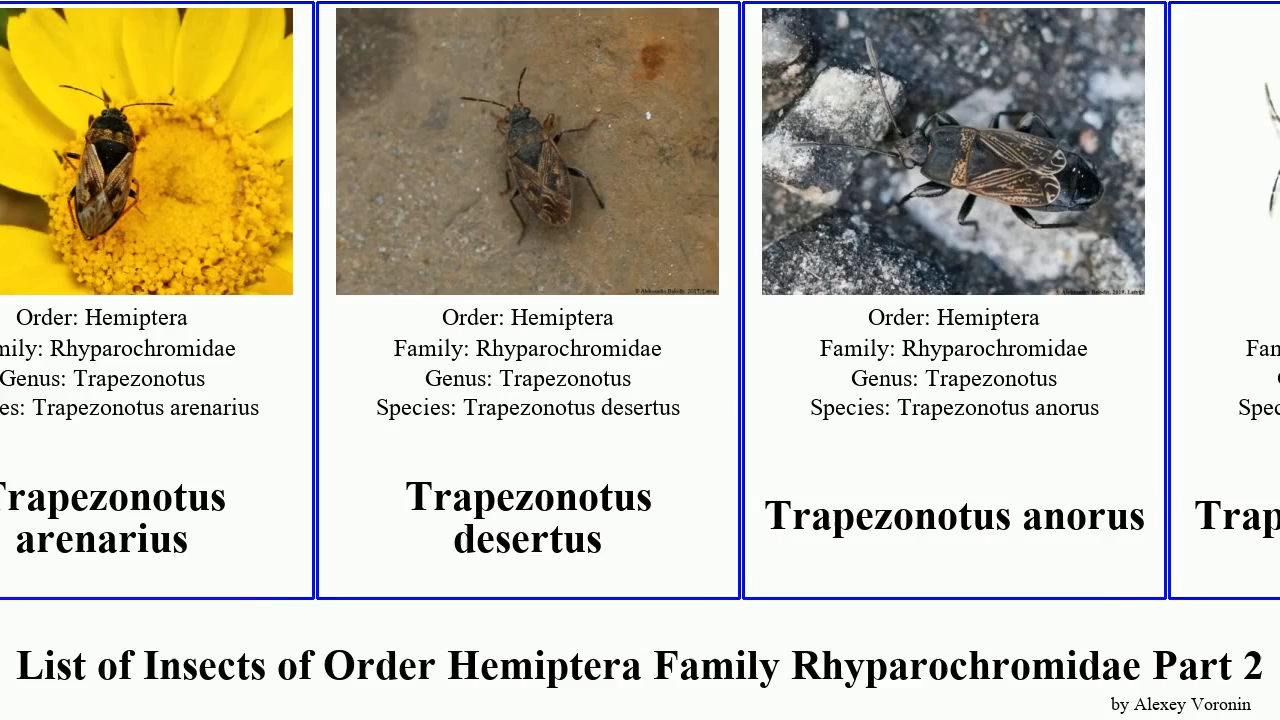 Order: Hemiptera
mily: Rhyparochromidae
Genus: Trapezonotus
es: Trapezonotus arenarius
Trapezonotus
arenarius
Order: Hemiptera
Family: Rhyparochromidae
Genus: Trapezonotus
Species: Trapezonotus desertus
Trapezonotus
desertus
Order: Hemiptera
Family: Rhyparochromidae
Genus: Trapezonotus
Species: Trapezonotus anorus
Trapezonotus anorus
Fam
Spec
Trap
List of Insects of Order Hemiptera Family Rhyparochromidae Part 2
by Alexey Voronin